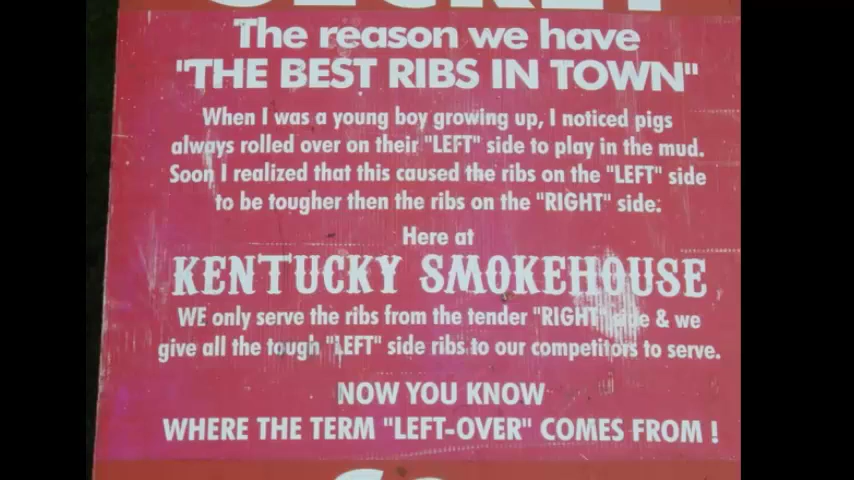 SECRET
The reason we have
"THE BEST RIBS IN TOWN"
When I was a young boy growing up, I noticed pigs
always rolled over on their "LEFT" side to play in the mud.
Soon I realized that this caused the ribs on the "LEFT" side
to be tougher then the ribs on the "RIGHT" side.
Here at
KENTUCKY SMOKEHOUSE
WE only serve the ribs from the tender "RIGHT" side & we
give all the tough "LEFT" side ribs to our competitors to serve.
NOW YOU KNOW
WHERE THE TERM "LEFT-OVER" COMES FROM !